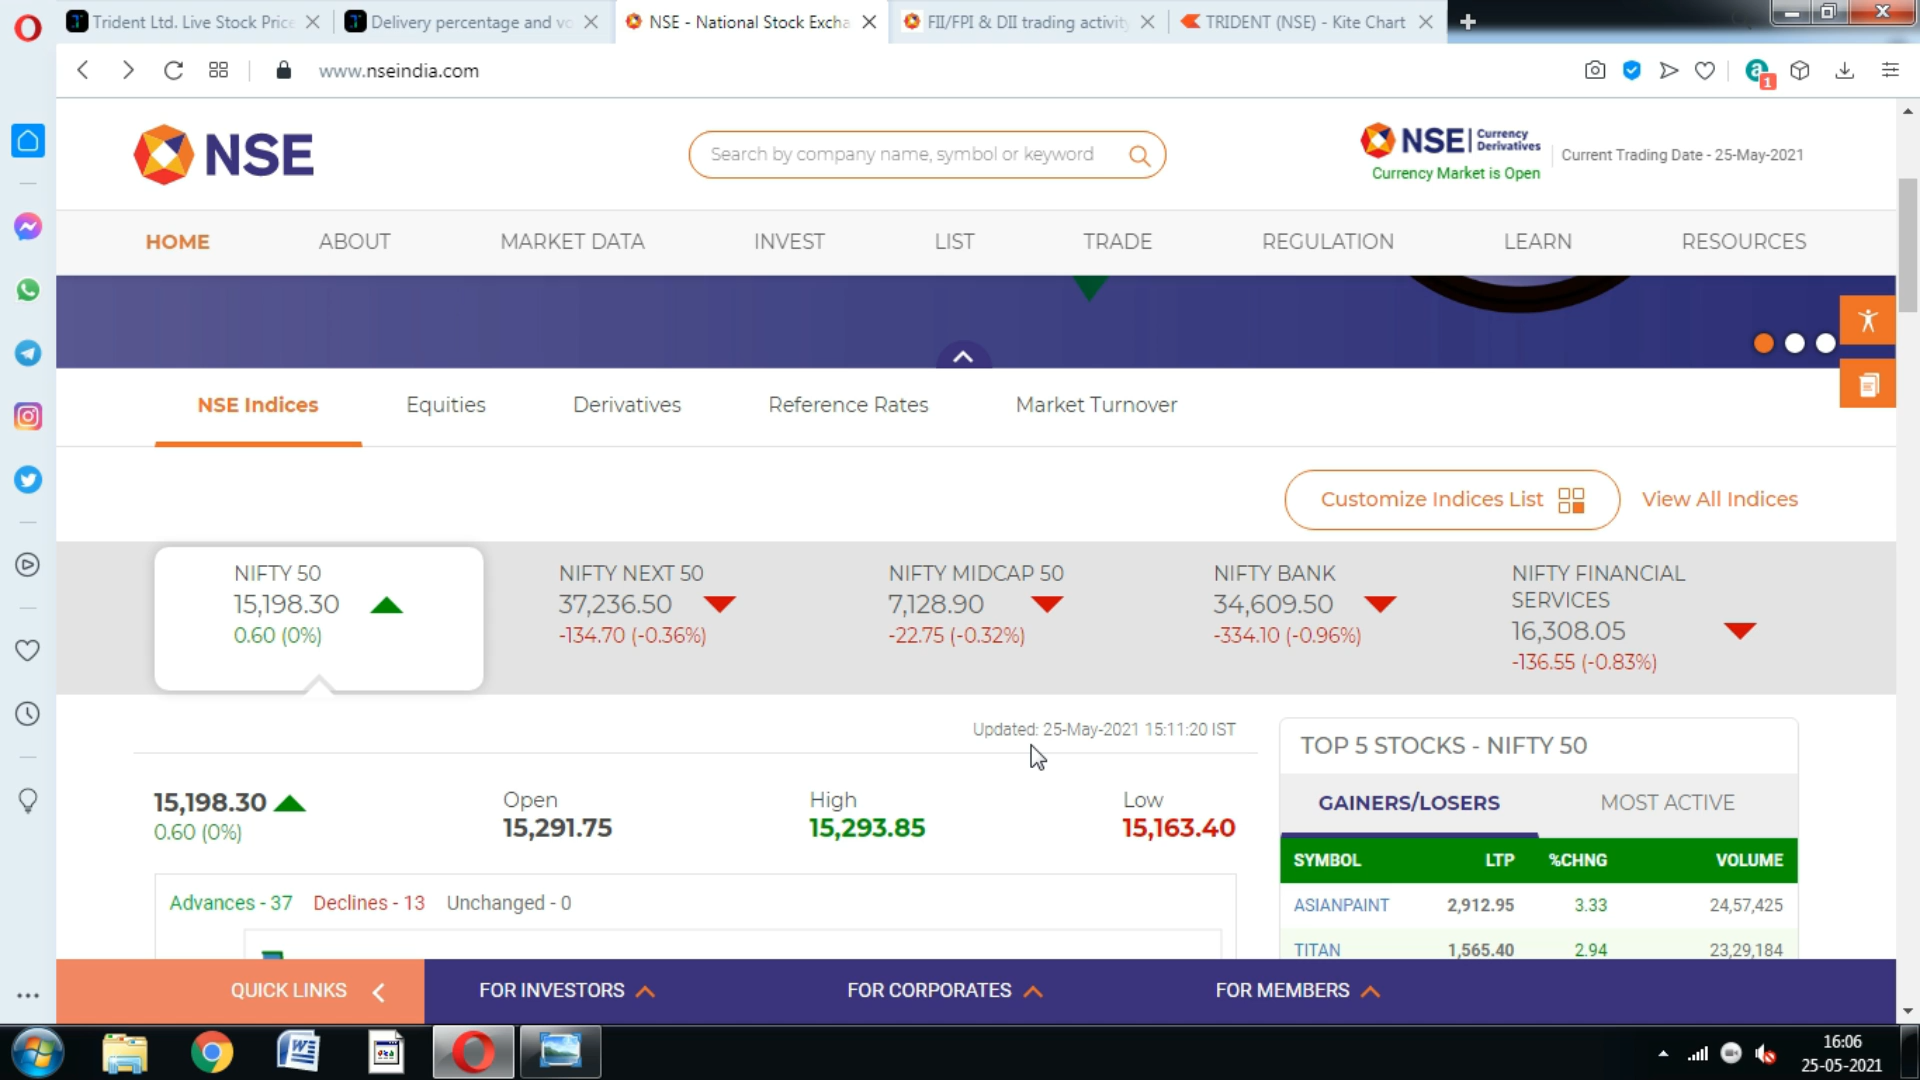 Trident Ltd. Live Stock Price
Delivery percentage and vo
NSE - National Stock Excha
FII/FPI & DII trading activity
TRIDENT (NSE) - Kite Chart
www.nseindia.com
a
1
NSE
Search by company name, symbol or keyword
NSE
Currency
Derivatives
Currency Market is Open
Current Trading Date - 25-May-2021
HOME
ABOUT
MARKET DATA
INVEST
LIST
TRADE
REGULATION
LEARN
RESOURCES
NSE Indices
Equities
Derivatives
Reference Rates
Market Turnover
Customize Indices List
View All Indices
NIFTY 50
15,198.30
0.60 (0%)
NIFTY NEXT 50
37,236.50
-134.70 (-0.36%)
NIFTY MIDCAP 50
7,128.90
-22.75 (-0.32%)
NIFTY BANK
34,609.50
-334.10 (-0.96%)
NIFTY FINANCIAL
SERVICES
16,308.05
-136.55 (-0.83%)
Updated: 25-May-2021 15:11:20 IST
15,198.30
0.60 (0%)
Open
15,291.75
High
15,293.85
Low
15,163.40
Advances - 37 Declines - 13 Unchanged - 0
TOP 5 STOCKS - NIFTY 50
GAINERS/LOSERS
MOST ACTIVE
SYMBOL LTP %CHNG VOLUME
ASIANPAINT 2,912.95 3.33 24,57,425
TITAN 1,565.40 2.94 23,29,184
QUICK LINKS
FOR INVESTORS
FOR CORPORATES
FOR MEMBERS
16:06
25-05-2021